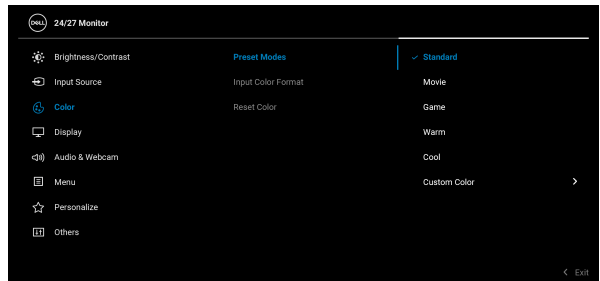 DELL 24/27 Monitor
Brightness/Contrast Preset Modes Standard
Input Source Input Color Format Movie
Color Reset Color Game
Display Warm
Audio & Webcam Cool
Menu Custom Color
Personalize
Others
Exit